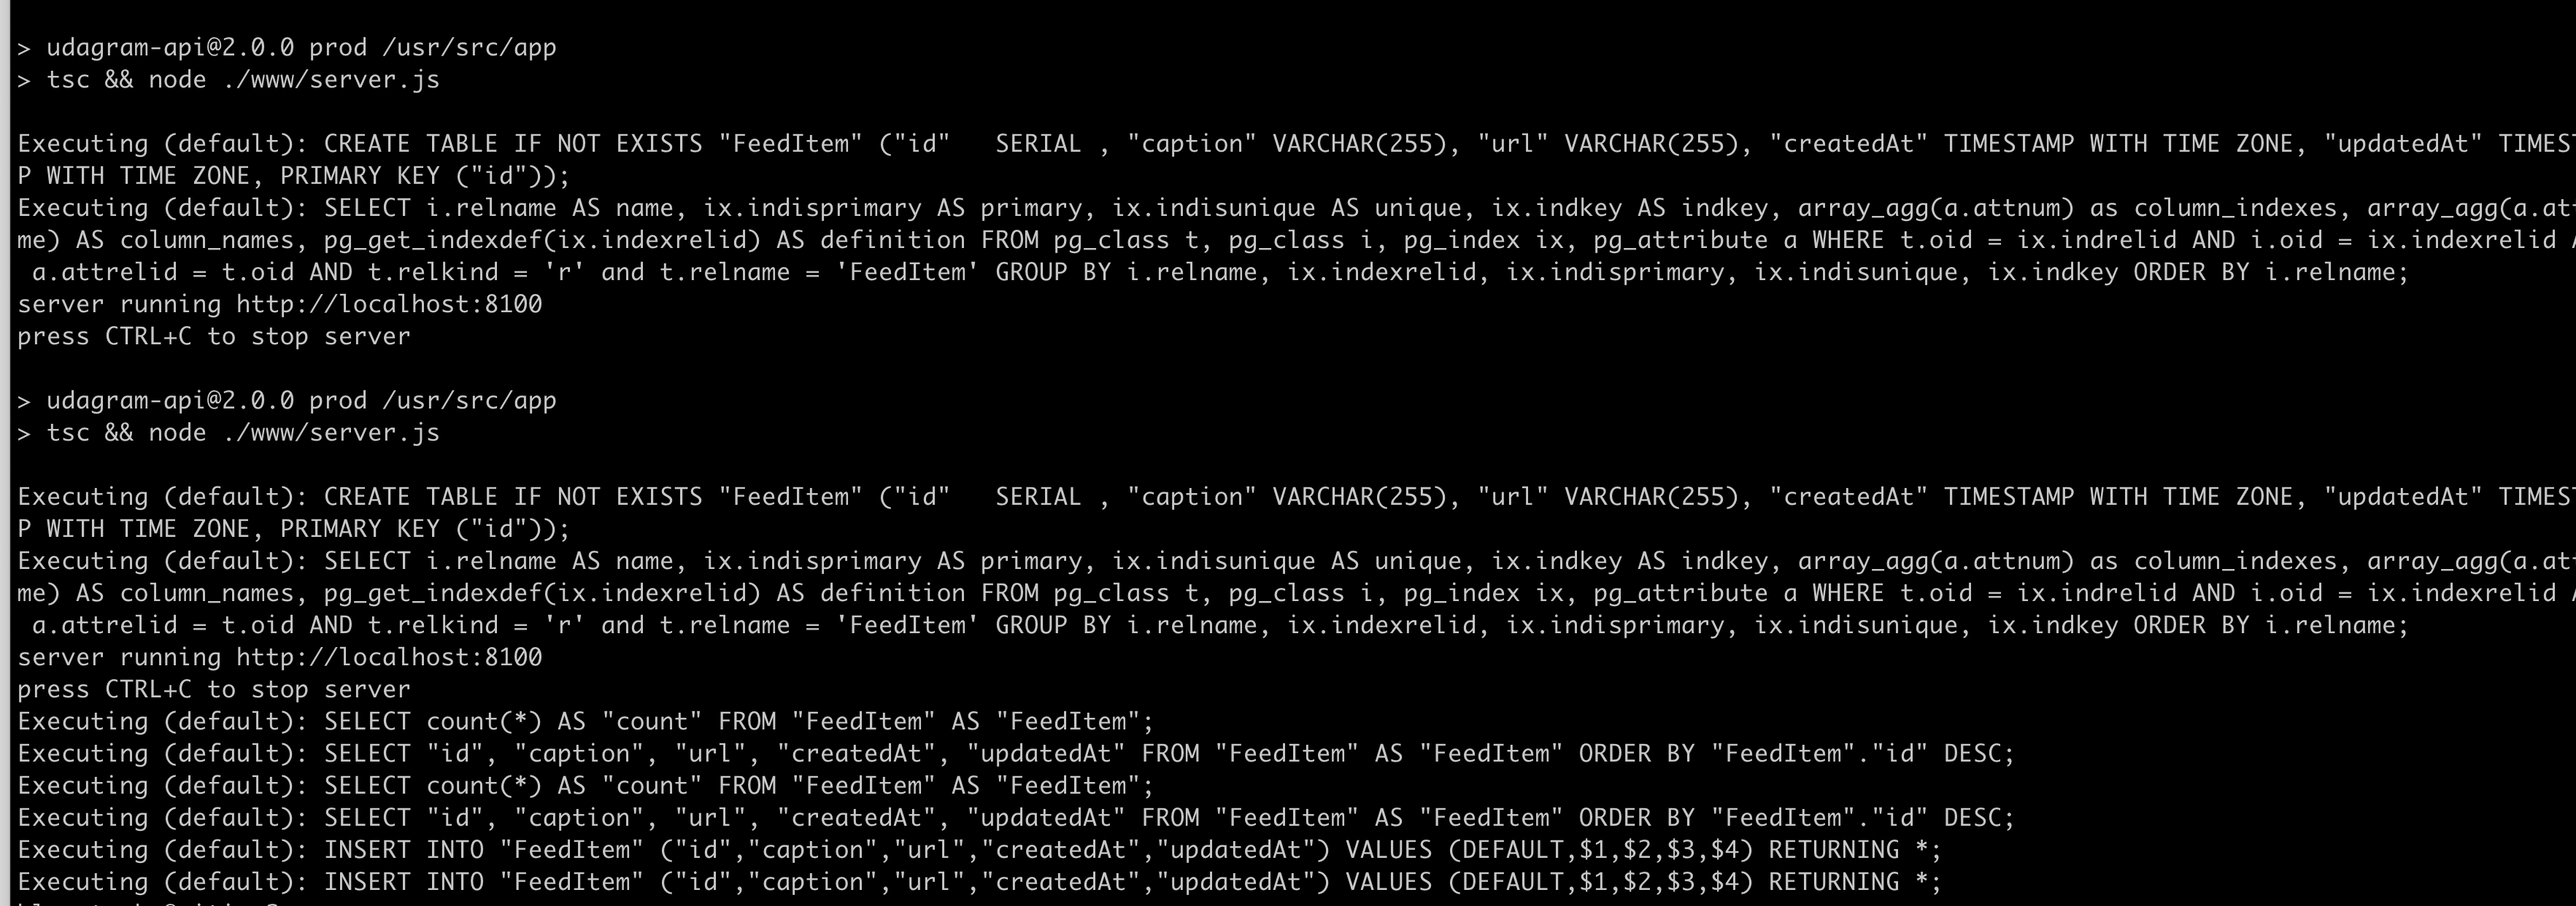 > udagram-api@2.0.0 prod /usr/src/app
> tsc && node ./www/server.js
Executing (default): CREATE TABLE IF NOT EXISTS "FeedItem" ("id"   SERIAL , "caption" VARCHAR(255), "url" VARCHAR(255), "createdAt" TIMESTAMP WITH TIME ZONE, "updatedAt" TIMEST
P WITH TIME ZONE, PRIMARY KEY ("id"));
Executing (default): SELECT i.relname AS name, ix.indisprimary AS primary, ix.indisunique AS unique, ix.indkey AS indkey, array_agg(a.attnum) as column_indexes, array_agg(a.att
me) AS column_names, pg_get_indexdef(ix.indexrelid) AS definition FROM pg_class t, pg_class i, pg_index ix, pg_attribute a WHERE t.oid = ix.indrelid AND i.oid = ix.indexrelid
 a.attrelid = t.oid AND t.relkind = 'r' and t.relname = 'FeedItem' GROUP BY i.relname, ix.indexrelid, ix.indisprimary, ix.indisunique, ix.indkey ORDER BY i.relname;
server running http://localhost:8100
press CTRL+C to stop server
> udagram-api@2.0.0 prod /usr/src/app
> tsc && node ./www/server.js
Executing (default): CREATE TABLE IF NOT EXISTS "FeedItem" ("id"   SERIAL , "caption" VARCHAR(255), "url" VARCHAR(255), "createdAt" TIMESTAMP WITH TIME ZONE, "updatedAt" TIMEST
P WITH TIME ZONE, PRIMARY KEY ("id"));
Executing (default): SELECT i.relname AS name, ix.indisprimary AS primary, ix.indisunique AS unique, ix.indkey AS indkey, array_agg(a.attnum) as column_indexes, array_agg(a.att
me) AS column_names, pg_get_indexdef(ix.indexrelid) AS definition FROM pg_class t, pg_class i, pg_index ix, pg_attribute a WHERE t.oid = ix.indrelid AND i.oid = ix.indexrelid
 a.attrelid = t.oid AND t.relkind = 'r' and t.relname = 'FeedItem' GROUP BY i.relname, ix.indexrelid, ix.indisprimary, ix.indisunique, ix.indkey ORDER BY i.relname;
server running http://localhost:8100
press CTRL+C to stop server
Executing (default): SELECT count(*) AS "count" FROM "FeedItem" AS "FeedItem";
Executing (default): SELECT "id", "caption", "url", "createdAt", "updatedAt" FROM "FeedItem" AS "FeedItem" ORDER BY "FeedItem"."id" DESC;
Executing (default): SELECT count(*) AS "count" FROM "FeedItem" AS "FeedItem";
Executing (default): SELECT "id", "caption", "url", "createdAt", "updatedAt" FROM "FeedItem" AS "FeedItem" ORDER BY "FeedItem"."id" DESC;
Executing (default): INSERT INTO "FeedItem" ("id","caption","url","createdAt","updatedAt") VALUES (DEFAULT,$1,$2,$3,$4) RETURNING *;
Executing (default): INSERT INTO "FeedItem" ("id","caption","url","createdAt","updatedAt") VALUES (DEFAULT,$1,$2,$3,$4) RETURNING *;